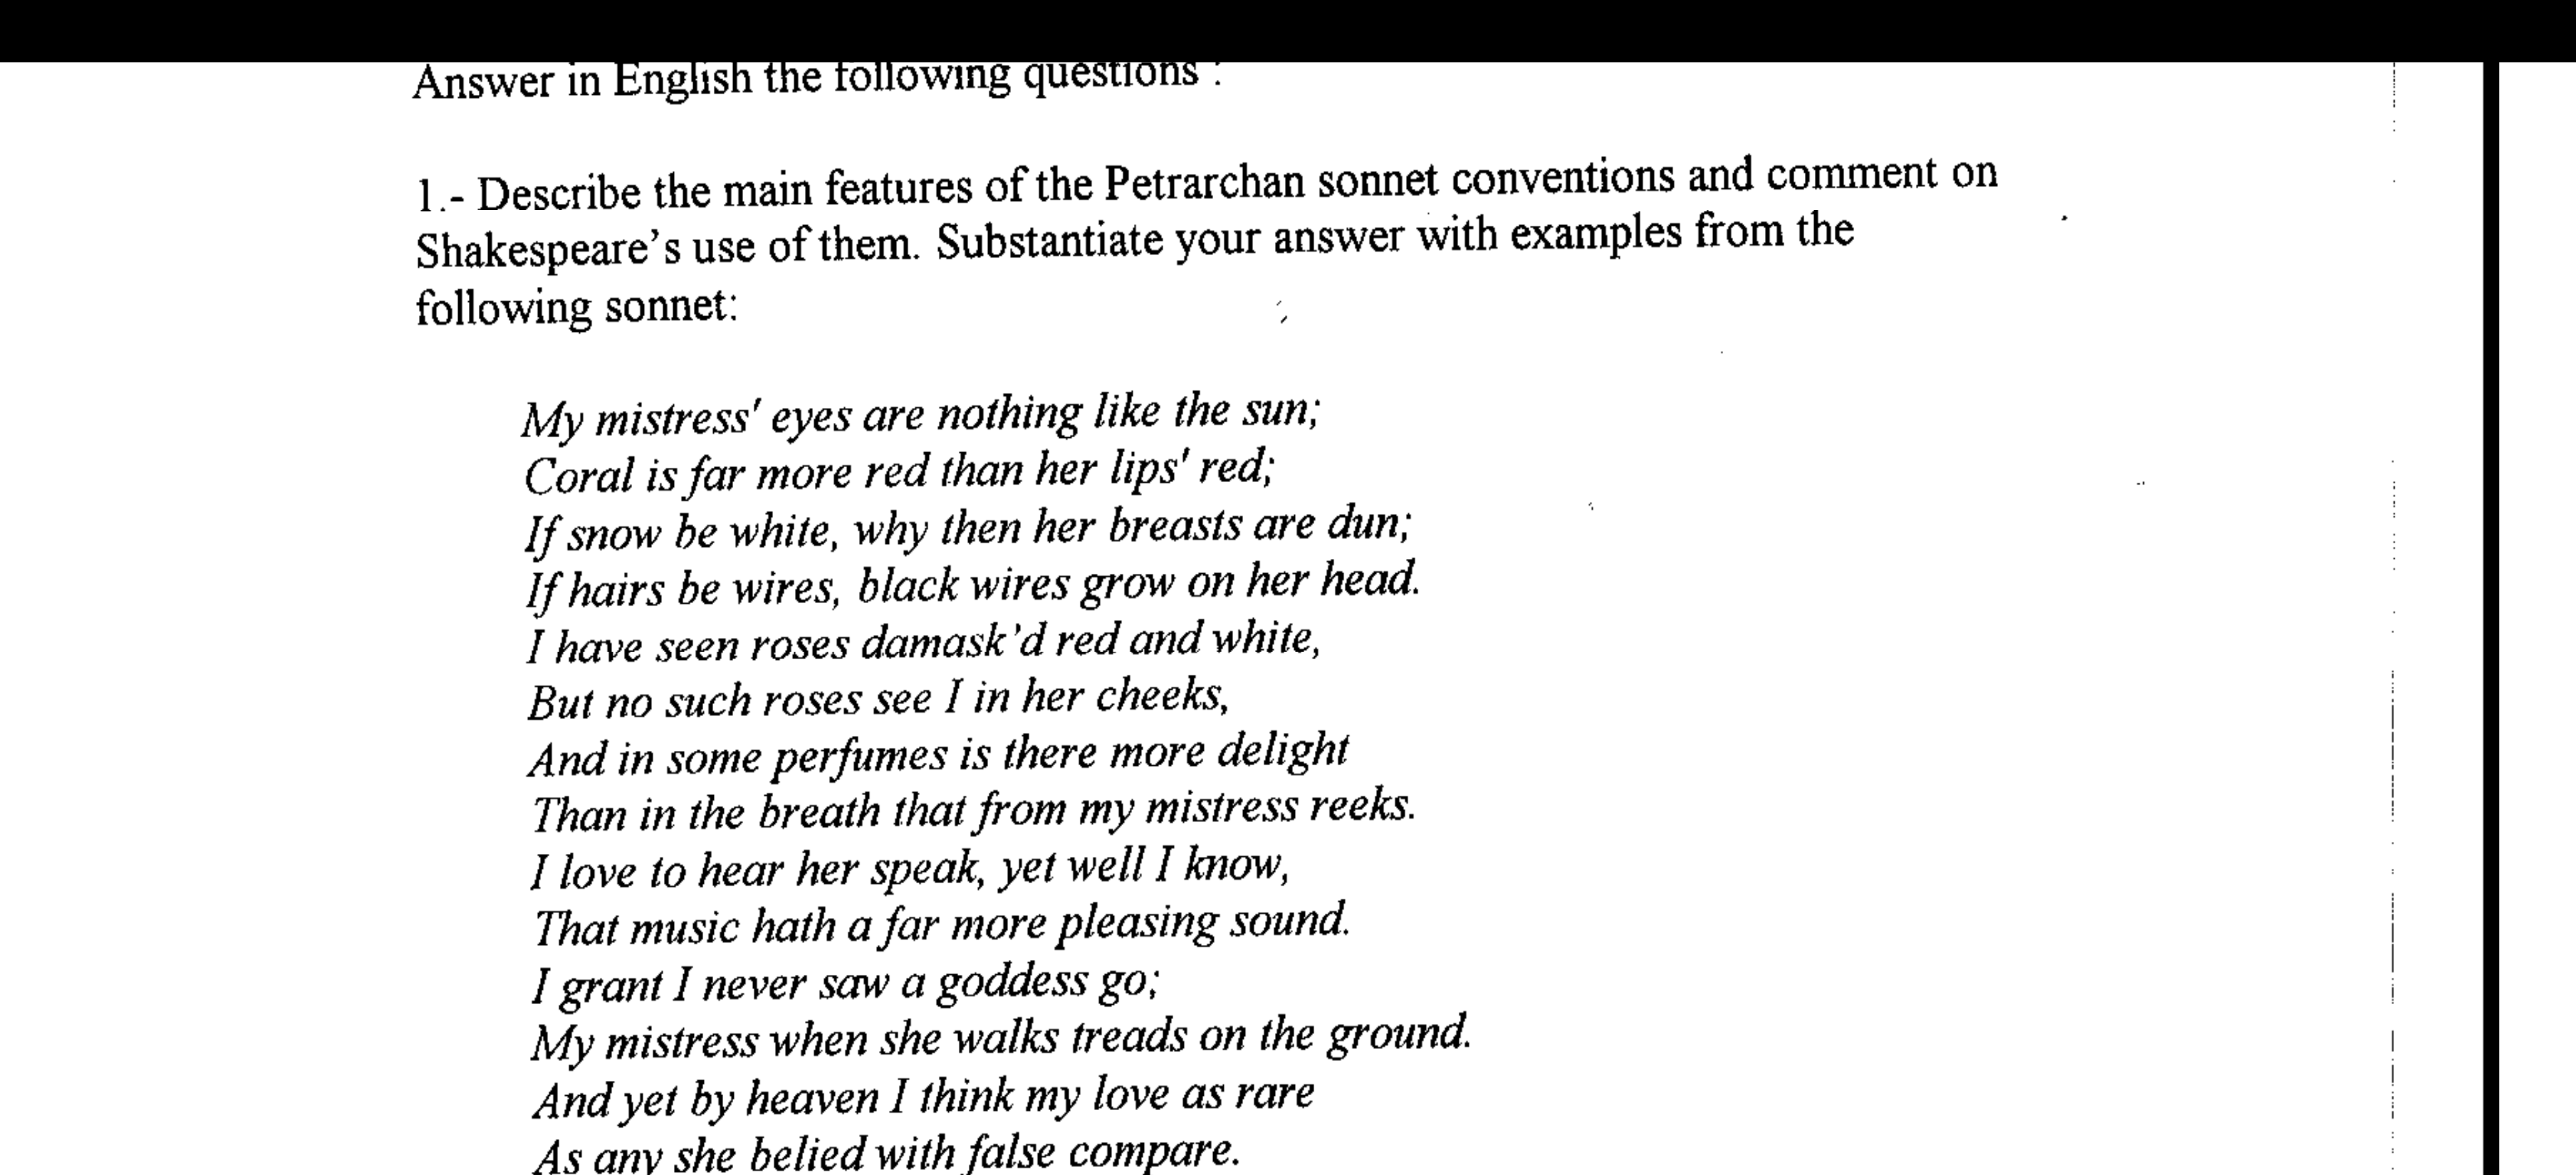 Answer in English the following questions :
1.- Describe the main features of the Petrarchan sonnet conventions and comment on
Shakespeare’s use of them. Substantiate your answer with examples from the
following sonnet:
My mistress' eyes are nothing like the sun;
Coral is far more red than her lips' red;
If snow be white, why then her breasts are dun;
If hairs be wires, black wires grow on her head.
I have seen roses damask’d red and white,
But no such roses see I in her cheeks,
And in some perfumes is there more delight
Than in the breath that from my mistress reeks.
I love to hear her speak, yet well I know,
That music hath a far more pleasing sound.
I grant I never saw a goddess go;
My mistress when she walks treads on the ground.
And yet by heaven I think my love as rare
As any she belied with false compare.